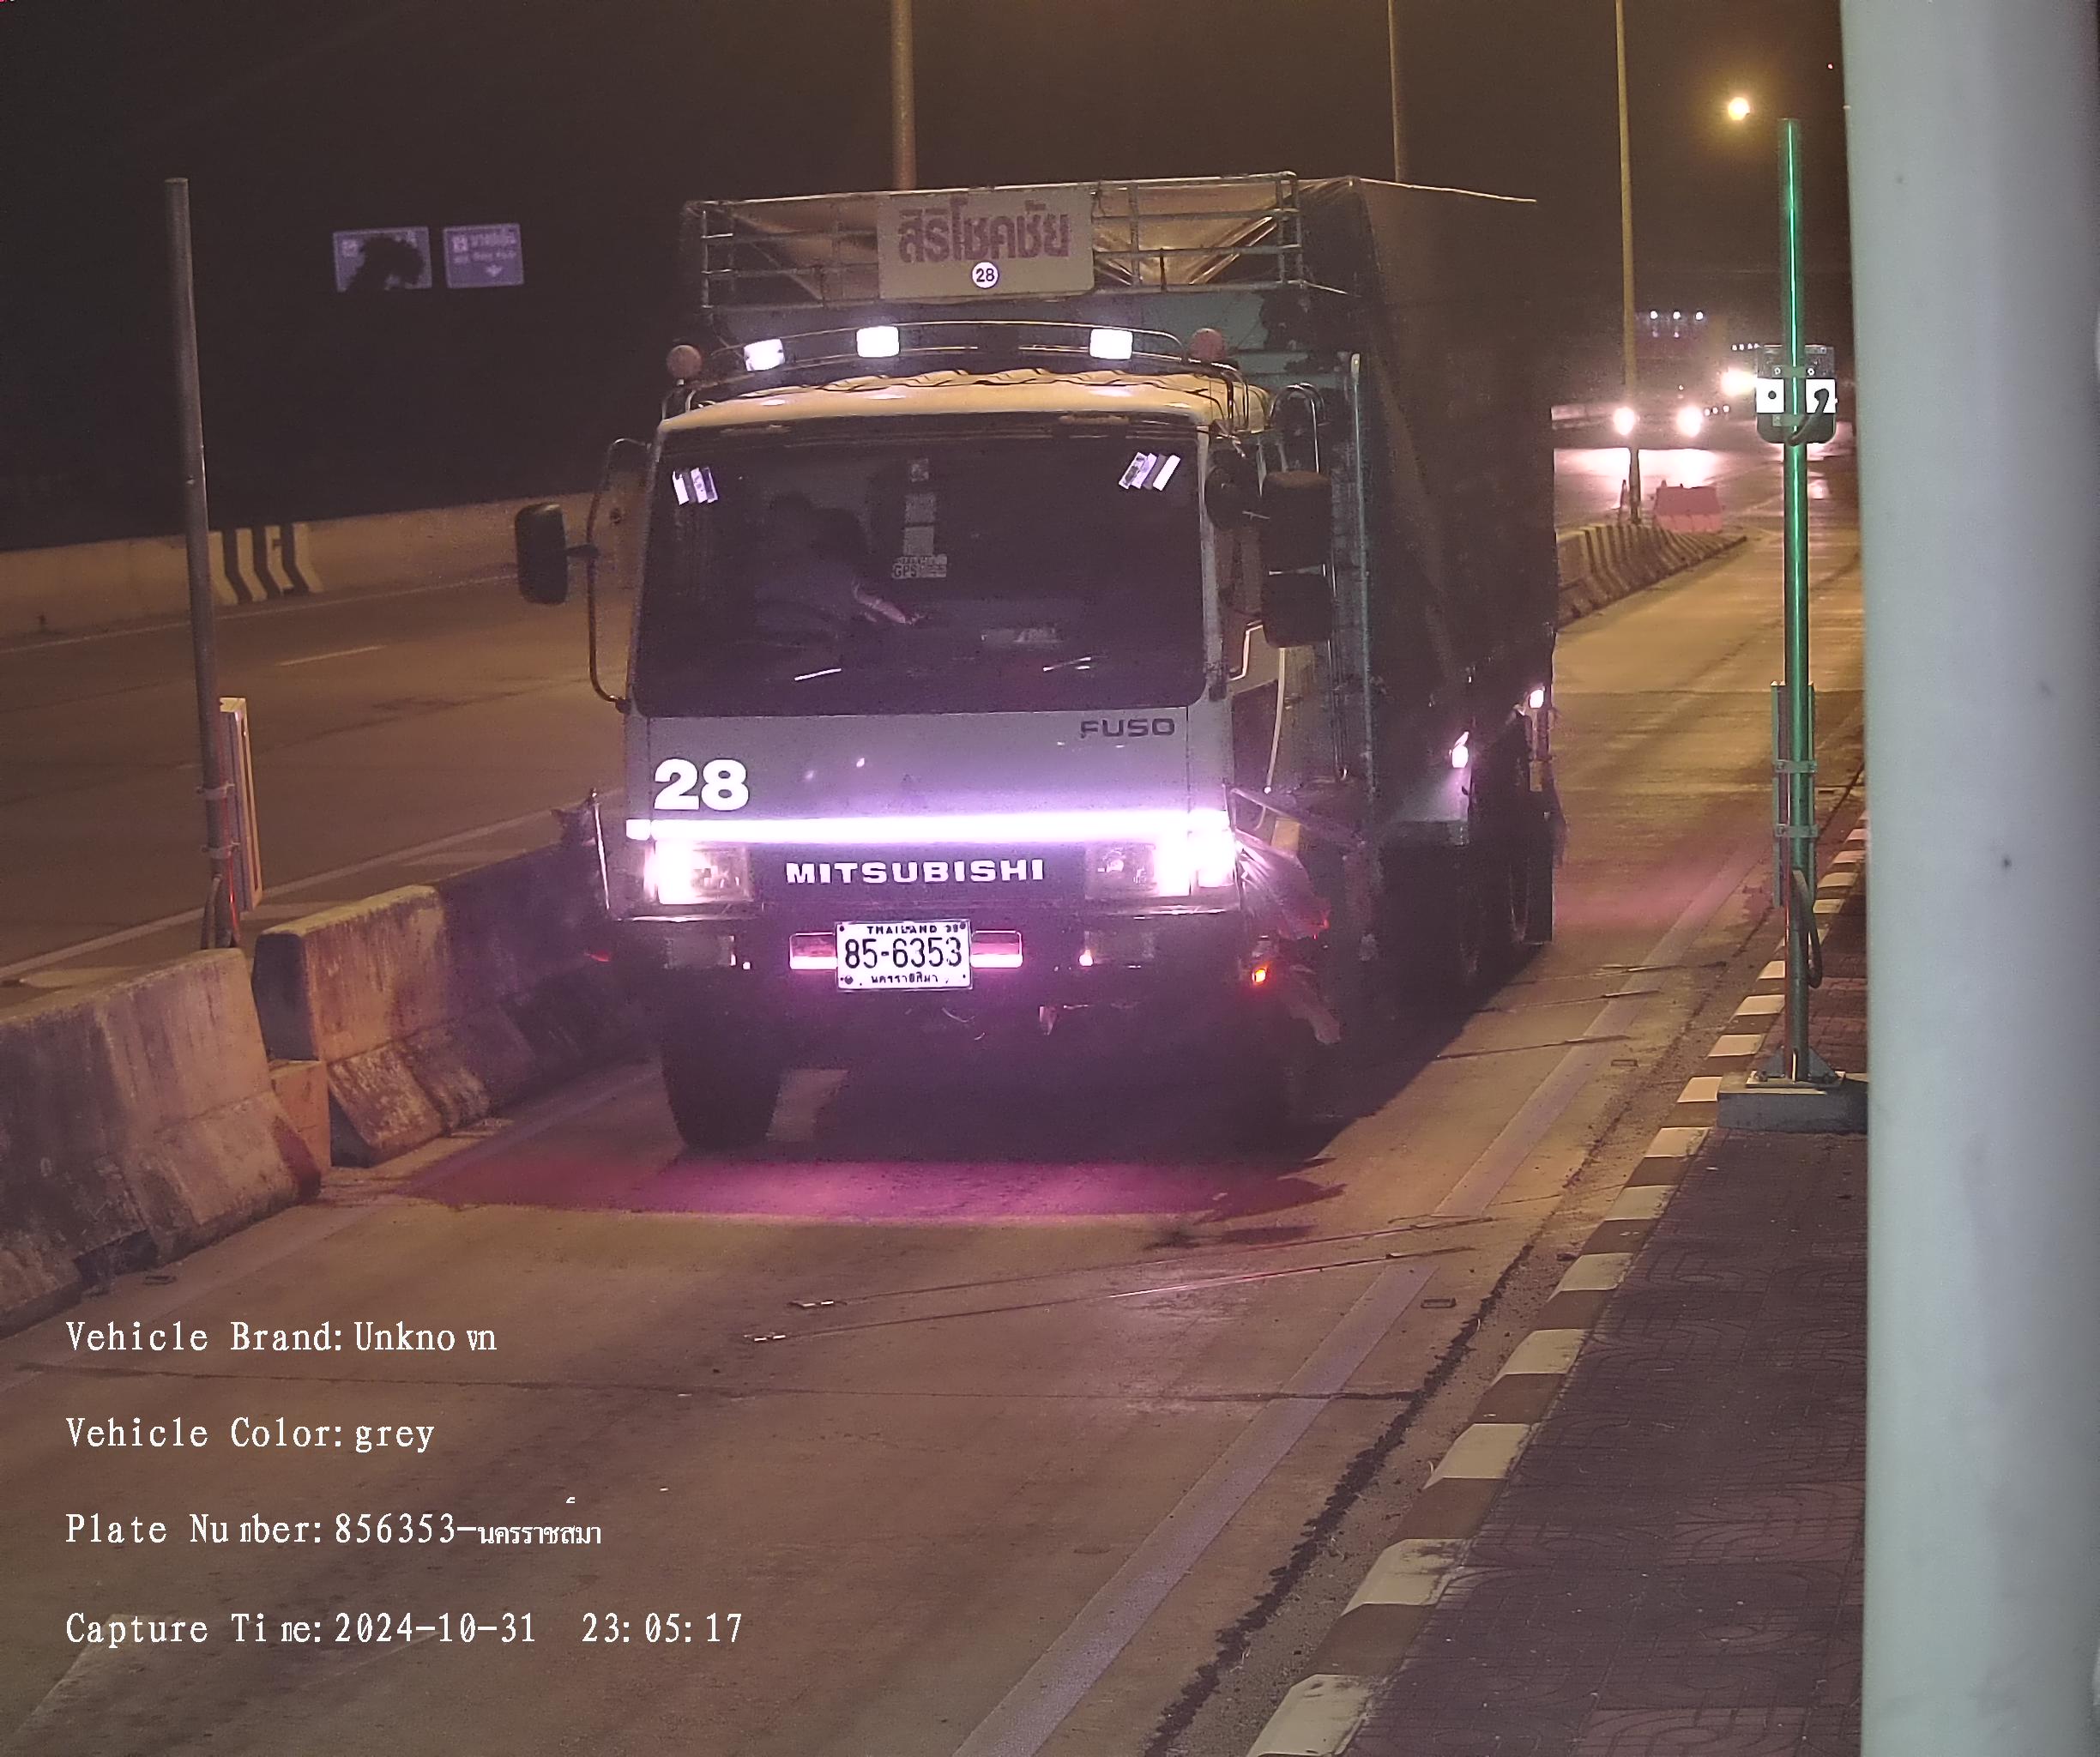 สิริโชคชัย
28
GPS
FUSO
28
MITSUBISHI
THAILAND
85-6353
นครราชสีมา
Vehicle Brand:Unknown
Vehicle Color:grey
Plate Number:856353-นครราชสีมา
Capture Time:2024-10-31 23:05:17